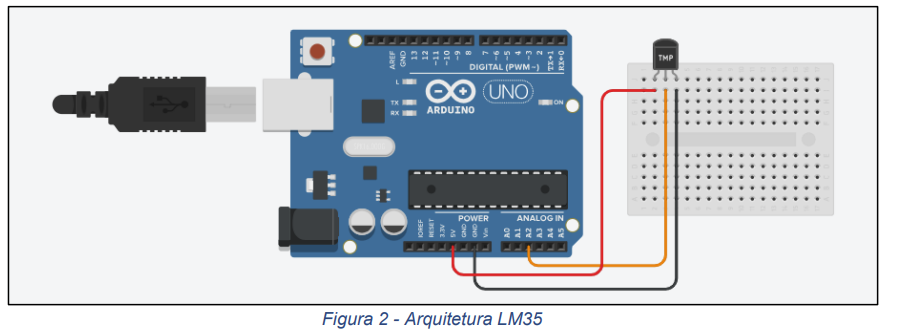 TMP
AREF
GND
13
12
~11
~10
~9
8
7
~6
~5
4
~3
2
TX→1
RX←0
DIGITAL (PWM~)
L
TX
RX
ARDUINO
UNO
ON
POWER
ANALOG IN
IOREF
RESET
3.3V
5V
GND
GND
Vin
A0
A1
A2
A3
A4
A5
Figura 2 - Arquitetura LM35